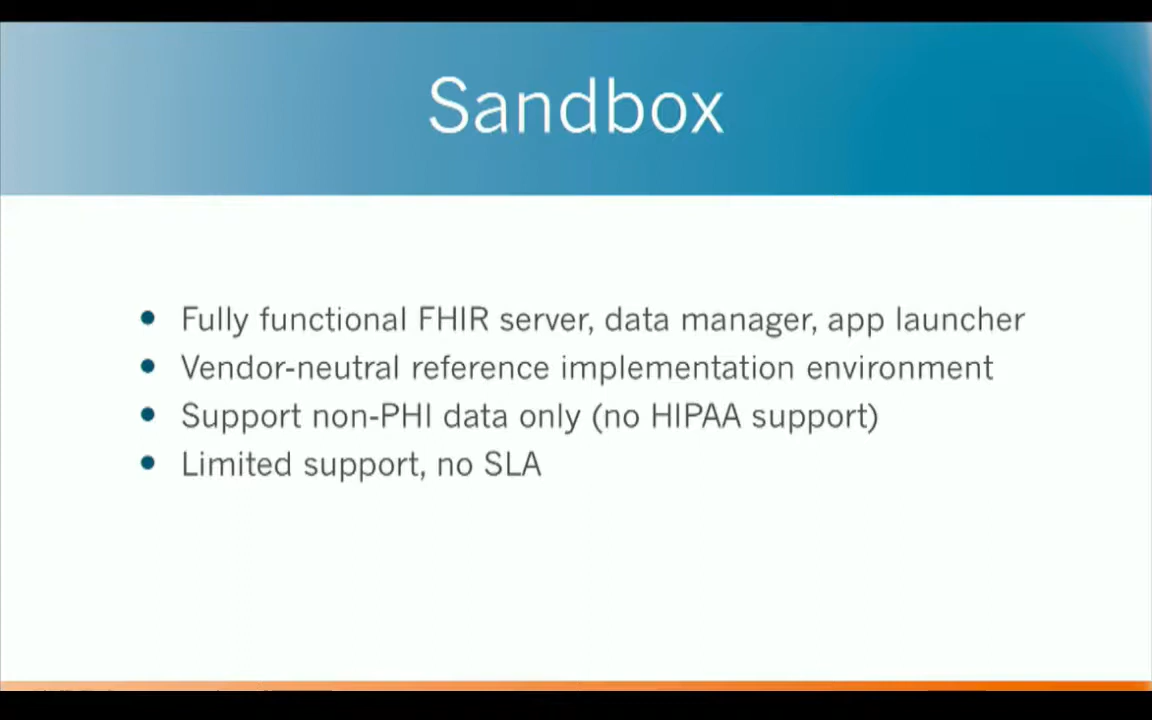 Sandbox
Fully functional FHIR server, data manager, app launcher
Vendor-neutral reference implementation environment
Support non-PHI data only (no HIPAA support)
Limited support, no SLA